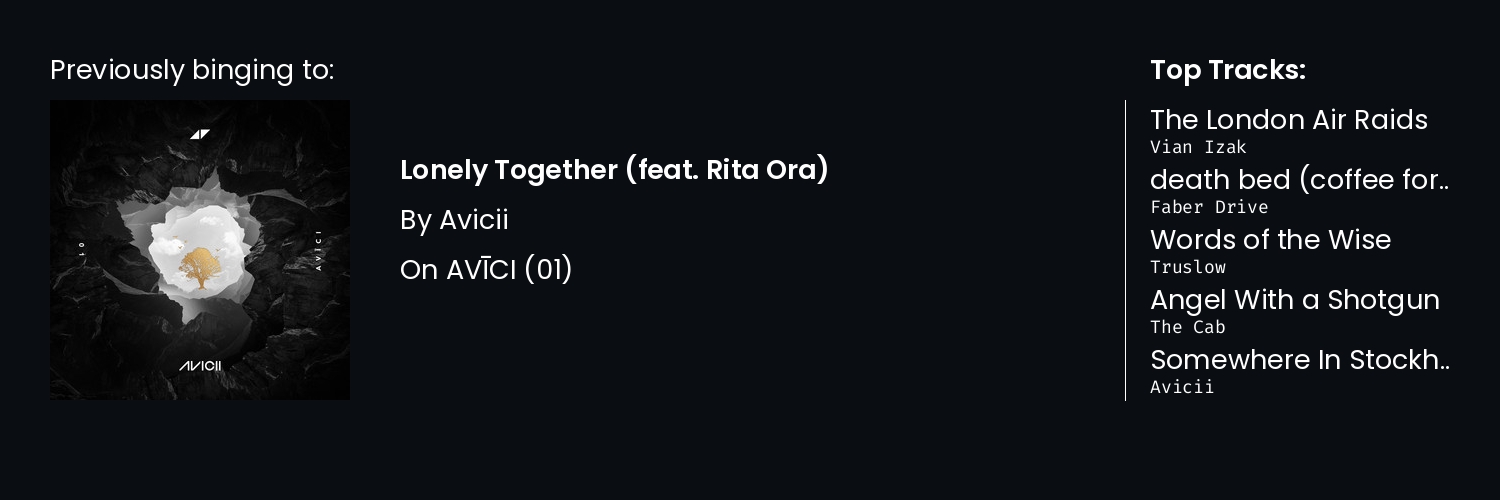 Previously binging to:
01
AVĪCI
AVICII
Lonely Together (feat. Rita Ora)
By Avicii
On AVĪCI (01)
Top Tracks:
The London Air Raids
Vian Izak
death bed (coffee for..
Faber Drive
Words of the Wise
Truslow
Angel With a Shotgun
The Cab
Somewhere In Stockh..
Avicii